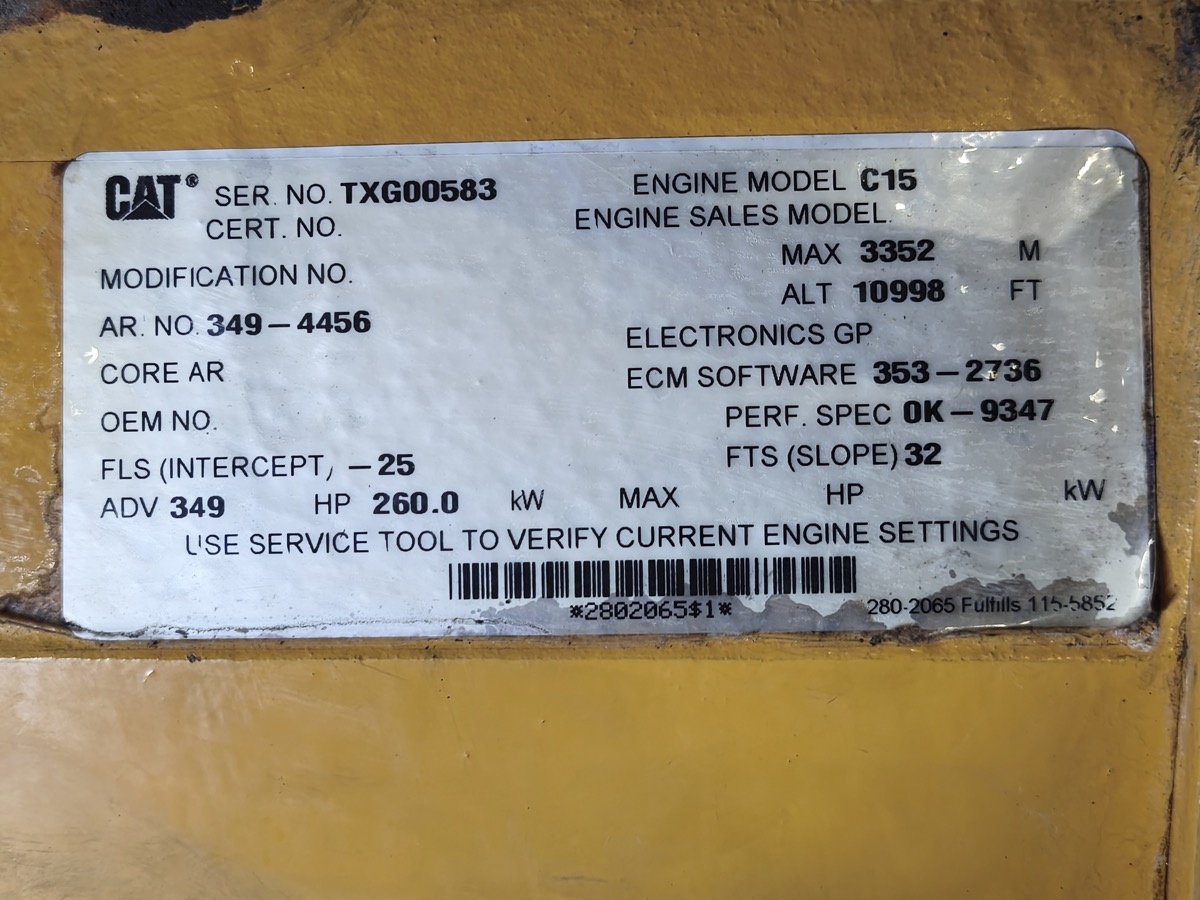 CAT® SER. NO. TXG00583 ENGINE MODEL C15
CERT. NO. ENGINE SALES MODEL.
MAX 3352 M
MODIFICATION NO.
ALT 10998 FT
AR. NO. 349-4456
ELECTRONICS GP
CORE AR ECM SOFTWARE 353-2736
OEM NO. PERF. SPEC 0K-9347
FLS (INTERCEPT) -25 FTS (SLOPE) 32
ADV 349 HP 260.0 kW MAX HP kW
USE SERVICE TOOL TO VERIFY CURRENT ENGINE SETTINGS
*2802065$1* 280-2065 Fulfills 115-5852